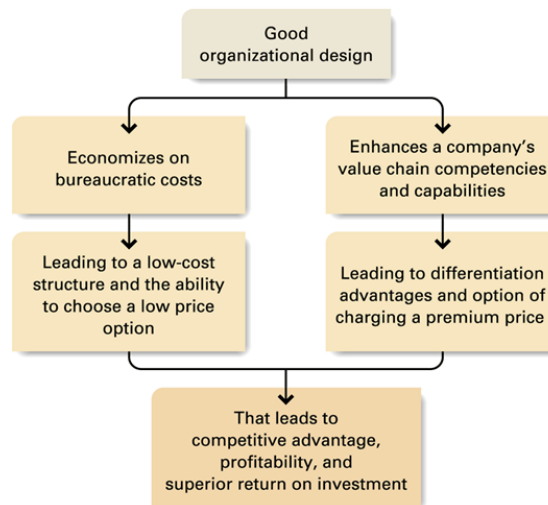 Good
organizational design
Economizes on
bureaucratic costs
Enhances a company's
value chain competencies
and capabilities
Leading to a low-cost
structure and the ability
to choose a low price
option
Leading to differentiation
advantages and option of
charging a premium price
That leads to
competitive advantage,
profitability, and
superior return on investment